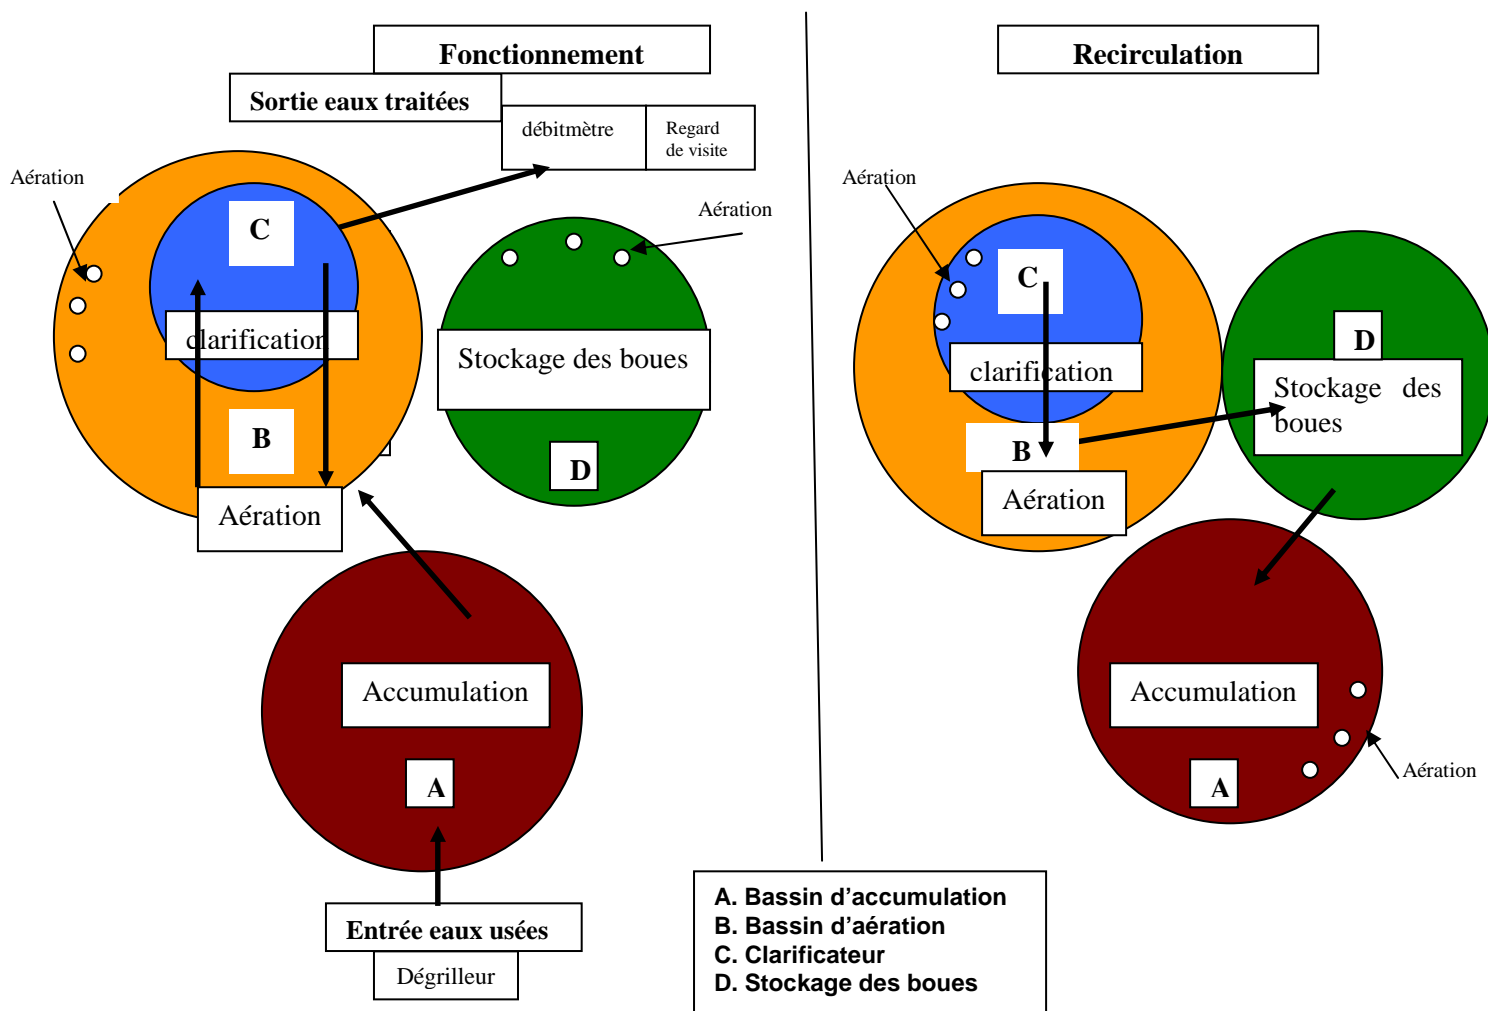 Fonctionnement
Sortie eaux traitées
débitmètre
Regard
de visite
Aération
C
Aération
clarification
Stockage des boues
B
D
Aération
Accumulation
A
Entrée eaux usées
Dégrilleur
Recirculation
Aération
C
D
clarification
Stockage des
boues
B
Aération
Accumulation
A
Aération
A. Bassin d’accumulation
B. Bassin d’aération
C. Clarificateur
D. Stockage des boues